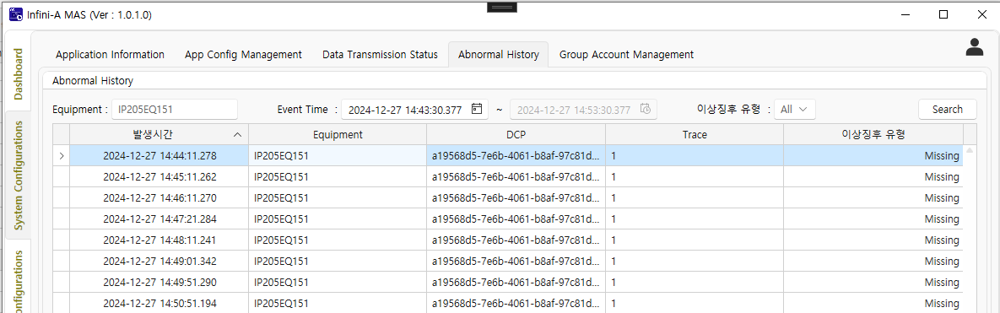 Infini-A MAS (Ver : 1.0.1.0)
Dashboard
System Configurations
onfigurations
Application Information App Config Management Data Transmission Status Abnormal History Group Account Management
Abnormal History
Equipment : IP205EQ151 Event Time : 2024-12-27 14:43:30.377 ~ 2024-12-27 14:53:30.377 이상징후 유형 : All Search
발생시간 Equipment DCP Trace 이상징후 유형
2024-12-27 14:44:11.278 IP205EQ151 a19568d5-7e6b-4061-b8af-97c81d... 1 Missing
2024-12-27 14:45:11.262 IP205EQ151 a19568d5-7e6b-4061-b8af-97c81d... 1 Missing
2024-12-27 14:46:11.270 IP205EQ151 a19568d5-7e6b-4061-b8af-97c81d... 1 Missing
2024-12-27 14:47:21.284 IP205EQ151 a19568d5-7e6b-4061-b8af-97c81d... 1 Missing
2024-12-27 14:48:11.241 IP205EQ151 a19568d5-7e6b-4061-b8af-97c81d... 1 Missing
2024-12-27 14:49:01.342 IP205EQ151 a19568d5-7e6b-4061-b8af-97c81d... 1 Missing
2024-12-27 14:49:51.290 IP205EQ151 a19568d5-7e6b-4061-b8af-97c81d... 1 Missing
2024-12-27 14:50:51.194 IP205EQ151 a19568d5-7e6b-4061-b8af-97c81d... 1 Missing